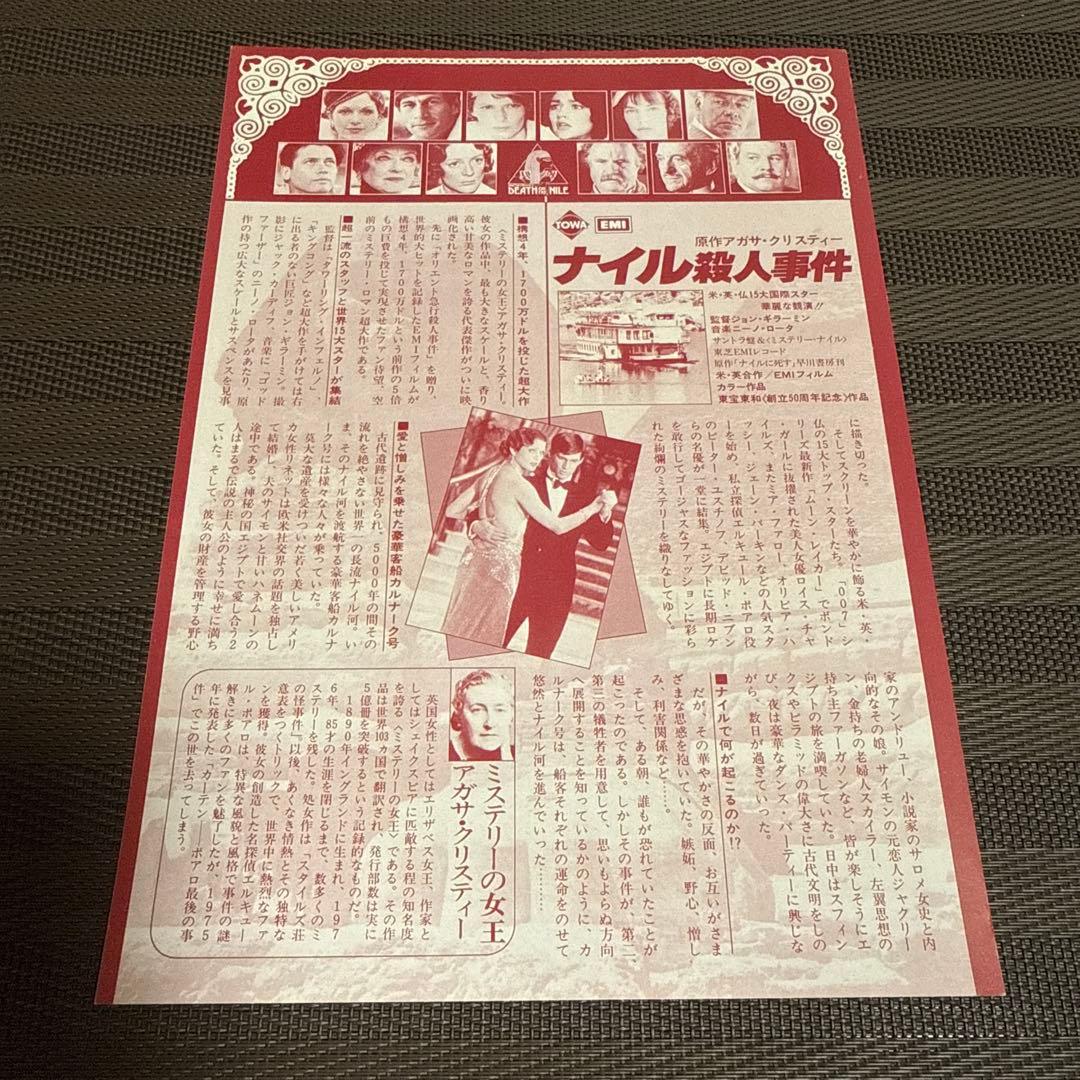 DEATH ON THE NILE
TOWA
EMI
原作アガサ・クリスティー
ナイル殺人事件
米・英・仏15大国際スター
華麗な競演!!
監督ジョン・ギラーミン
音楽ニーノ・ロータ
サントラ盤&〈ミステリー・ナイル〉
東芝EMIレコード
原作「ナイルに死す」早川書房刊
米・英合作/EMIフィルム
カラー作品
東宝東和〈創立50周年記念〉作品
■構想4年、1700万ドルを投じた超大作
〈ミステリーの女王〉アガサ・クリスティー。
彼女の作品中、最も大きなスケールと、香り
高い甘美なロマンを誇る代表傑作がついに映
画化された。
先に「オリエント急行殺人事件」を贈り、
世界的大ヒットを記録したEMIフィルムが
構想4年、1700万ドルという前作の5倍
もの巨費を投じて実現させたファン待望、空
前のミステリー・ロマン超大作である。
■超一流のスタッフと世界15大スターが集結
監督は「タワーリング・インフェルノ」、
「キングコング」など超大作を手がけては右
に出る者のない巨匠ジョン・ギラーミン。撮
影にジャック・カーディフ、音楽に「ゴッド
ファーザー」のニーノ・ロータがあたり、原
作の持つ広大なスケールとサスペンスを見事
に描き切った。
そしてスクリーンを華やかに飾る米・英・
仏の15大トップ・スターたち。「007」シ
リーズ最新作「ムーン・レイカー」でボンド
・ガールに抜擢された美人女優ロイス・チャ
イルズ、またミア・ファロー、オリビア・ハ
ッシー、ジェーン・バーキンなどの人気スタ
ーを始め、私立探偵エルキュール・ポアロ役
のピーター・ユスチノフ、デビッド・ニブン
らの名優が一堂に結集。エジプトに長期ロケ
を敢行してゴージャスなファッションに彩ら
れた絢爛のミステリーを織りなしてゆく。
■愛と憎しみを乗せた豪華客船カルナーク号
古代遺跡に見守られ、5000年の間その
流れを絶やさない世界一の長流ナイル河。い
ま、そのナイル河を渡航する豪華客船カルナ
ーク号には様々な人々が乗っていた。
莫大な遺産を受けついだ若く美しいアメリ
カ女性リネットは欧米社交界の話題を独占し
て結婚し、夫のサイモンと甘いハネムーンの
途中である。神秘の国エジプトで愛し合う2
人はまるで伝説の主人公のように幸せに満ち
ていた。そして、彼女の財産を管理する野心
家のアンドリュー、小説家のサロメ女史と内
向的なその娘。サイモンの元恋人ジャクリー
ン、金持ちの老婦人スカイラー、左翼思想の
持ち主ファーガソンなど、皆が楽しそうにエ
ジプトの旅を満喫していた。日中はスフィン
クスやピラミッドの偉大さに古代文明をしの
び、夜は豪華なダンス・パーティーに興じな
がら、数日が過ぎていった。
■ナイルで何が起こるのか!?
だが、その華やかさの反面、お互いがさま
ざまな思惑を抱いていた。嫉妬、野心、憎し
み、利害関係など……。
そして、ある朝、誰もが恐れていたことが
起こったのである。しかしその事件が、第二、
第三の犠牲者を用意して、思いもよらぬ方向
へ展開することを知っているかのように、カ
ルナーク号は、船客それぞれの運命をのせて
悠然とナイル河を進んでいった…………
ミステリーの女王
アガサ・クリスティー
英国女性としてはエリザベス女王、作家と
してはシェイクスピアに匹敵する程の知名度
を誇る〈ミステリーの女王〉である。その作
品は世界103カ国で翻訳され、発行部数は実に
5億冊を突破するという記録的なものだ。
1890年イングランドに生まれ、197
6年、85才の生涯を閉じるまで、数多くのミ
ステリーを残した。処女作は「スタイルズ荘
の怪事件」以後、あくなき情熱とその独特な
意表をつくトリックで、世界中に熱烈なファ
ンを獲得。彼女の創造した名探偵エルキュー
ル・ポアロは、特異な風貌と風格で事件の謎
解きに多くのファンを魅了したが、1975
年に発表した「カーテン――ポアロ最後の事
件」でこの世を去ってしまう。